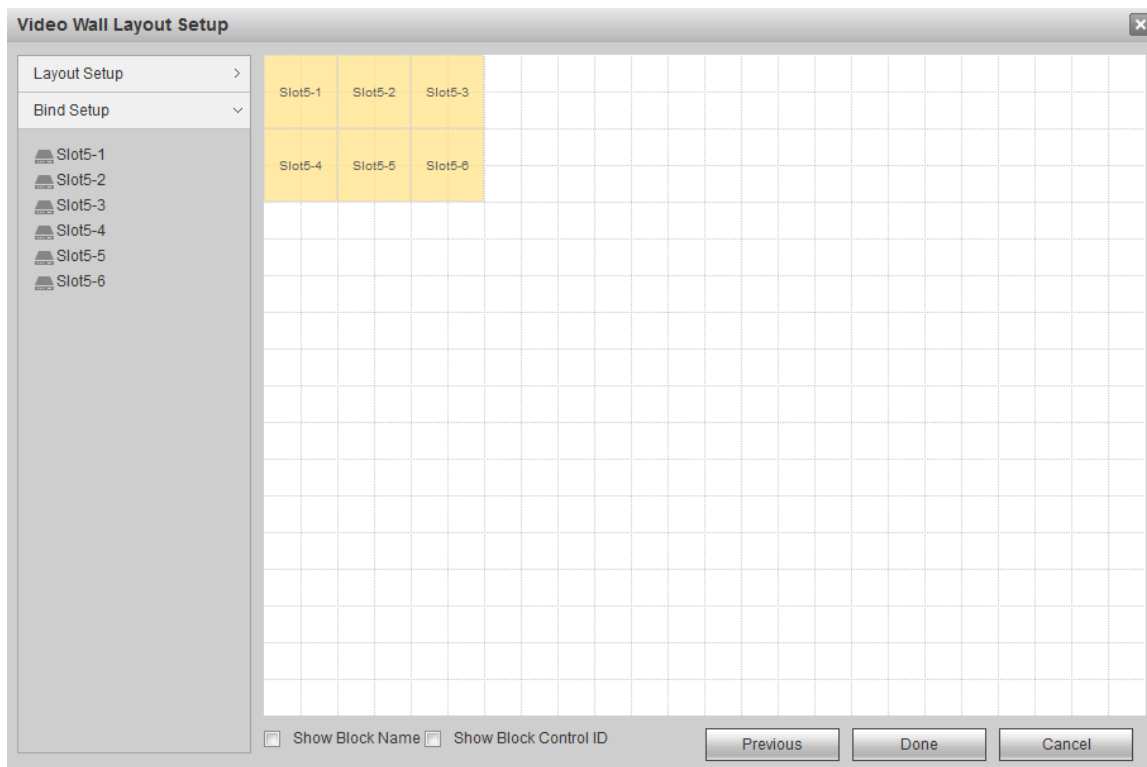 Video Wall Layout Setup
Layout Setup
Bind Setup
Slot5-1
Slot5-2
Slot5-3
Slot5-4
Slot5-5
Slot5-6
Slot5-1 Slot5-2 Slot5-3
Slot5-4 Slot5-5 Slot5-6
Show Block Name Show Block Control ID
Previous Done Cancel